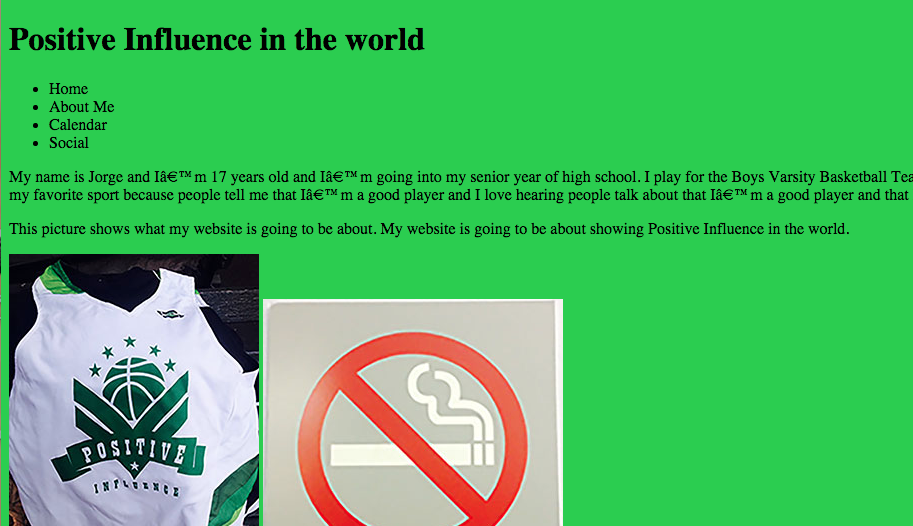 Positive Influence in the world
Home
About Me
Calendar
Social
My name is Jorge and Iâ€™m 17 years old and Iâ€™m going into my senior year of high school. I play for the Boys Varsity Basketball Tea
my favorite sport because people tell me that Iâ€™m a good player and I love hearing people talk about that Iâ€™m a good player and that
This picture shows what my website is going to be about. My website is going to be about showing Positive Influence in the world.
POSITIVE
INFLUENCE